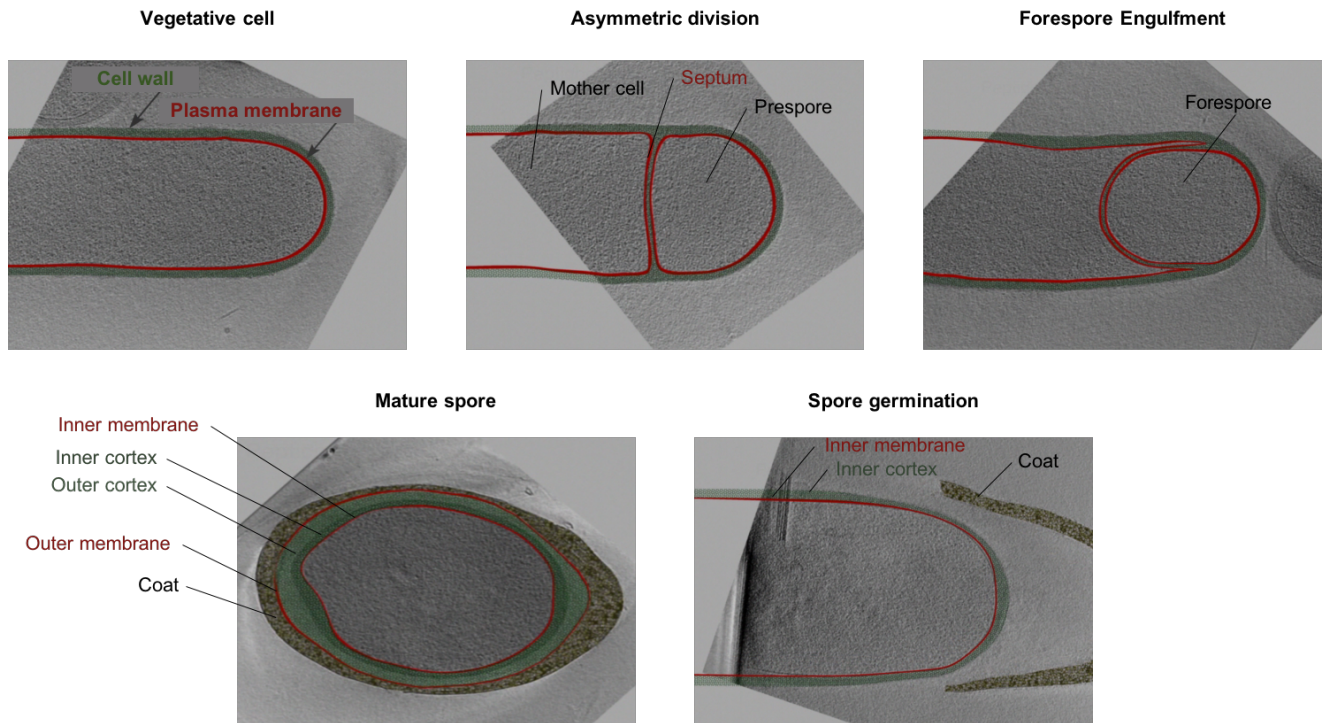 Vegetative cell
Asymmetric division
Forespore Engulfment
Cell wall
Plasma membrane
Mother cell
Septum
Prespore
Forespore
Mature spore
Spore germination
Inner membrane
Inner cortex
Outer cortex
Outer membrane
Coat
Inner membrane
Inner cortex
Coat